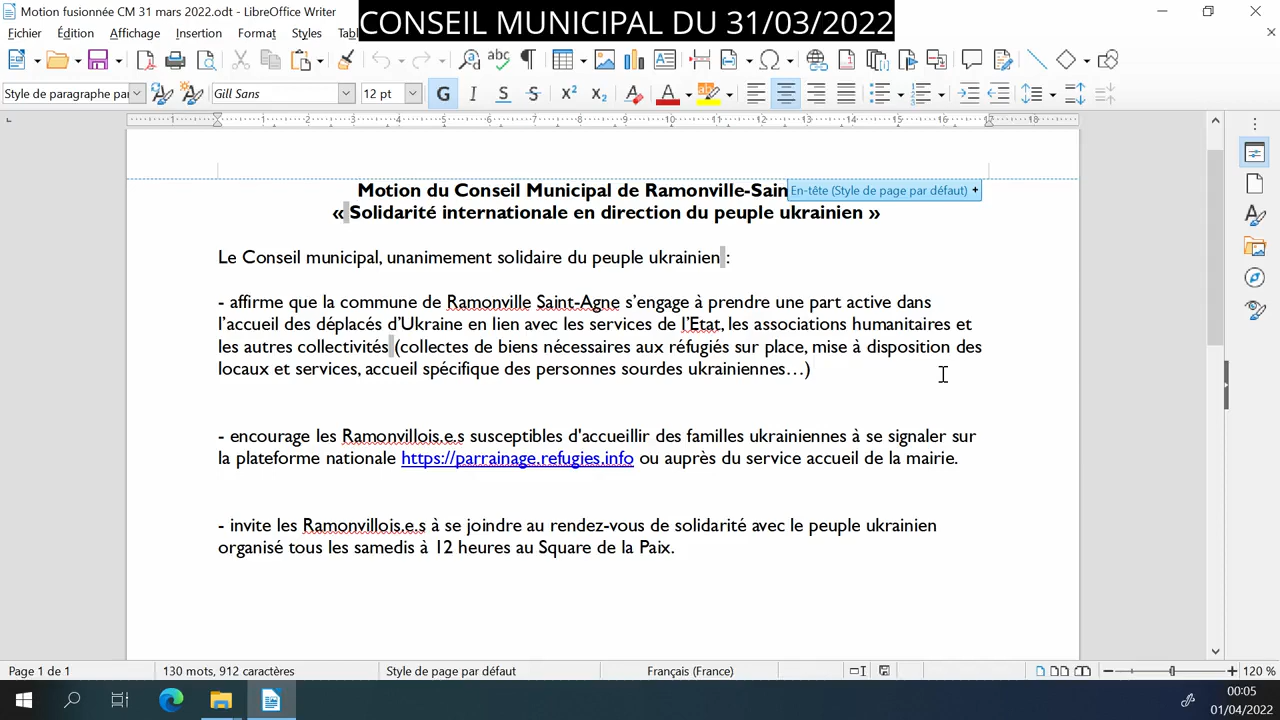 Motion fusionnée CM 31 mars 2022.odt - LibreOffice Writer
CONSEIL MUNICIPAL DU 31/03/2022
Fichier Édition Affichage Insertion Format Styles
Gill Sans 12 pt
Motion du Conseil Municipal de Ramonville-Sain
En-tête (Style de page par défaut) +
« Solidarité internationale en direction du peuple ukrainien »
Le Conseil municipal, unanimement solidaire du peuple ukrainien :
- affirme que la commune de Ramonville Saint-Agne s’engage à prendre une part active dans
l’accueil des déplacés d’Ukraine en lien avec les services de l’Etat, les associations humanitaires et
les autres collectivités (collectes de biens nécessaires aux réfugiés sur place, mise à disposition des
locaux et services, accueil spécifique des personnes sourdes ukrainiennes…)
- encourage les Ramonvillois.e.s susceptibles d’accueillir des familles ukrainiennes à se signaler sur
la plateforme nationale https://parrainage.refugies.info ou auprès du service accueil de la mairie.
- invite les Ramonvillois.e.s à se joindre au rendez-vous de solidarité avec le peuple ukrainien
organisé tous les samedis à 12 heures au Square de la Paix.
Page 1 de 1 130 mots, 912 caractères Style de page par défaut Français (France) 120 %
00:05
01/04/2022